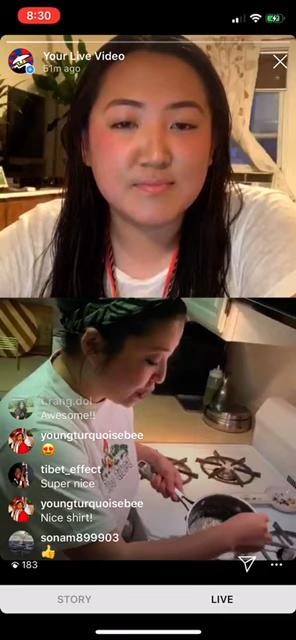 8:30
Your Live Video
51m ago
Awesome!!
youngturquoisebee
😍
tibet_effect
Super nice
youngturquoisebee
Nice shirt!
sonam899903
👍
183
STORY
LIVE